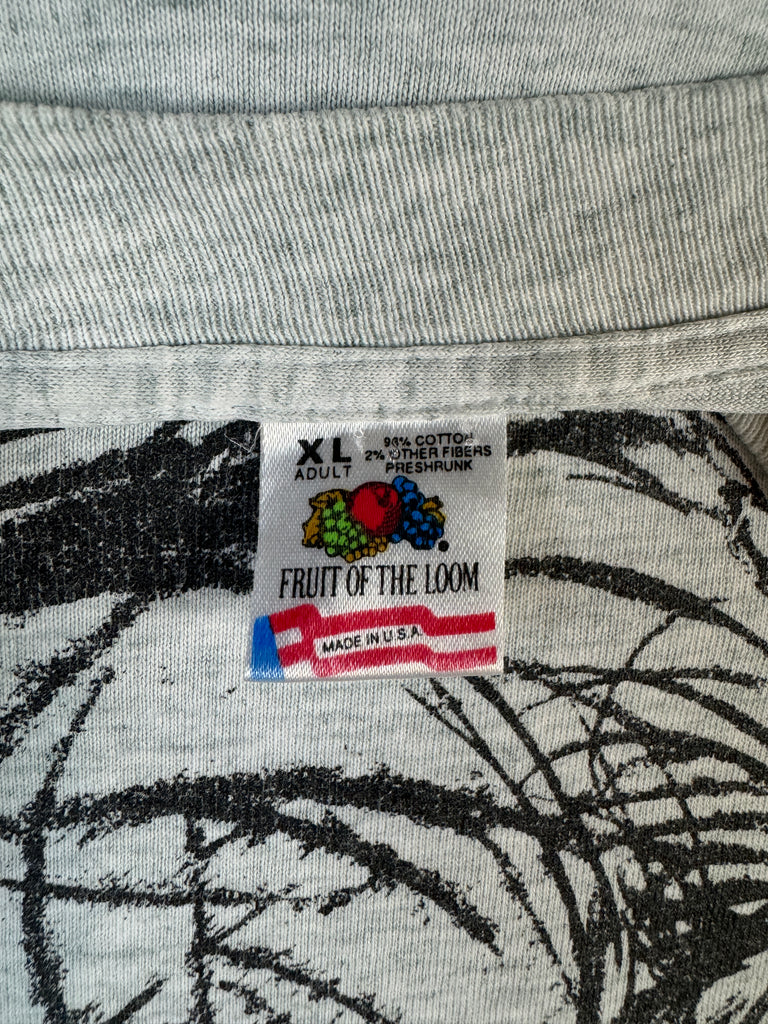 XL
ADULT
98% COTTON
2% OTHER FIBERS
PRESHRUNK
FRUIT OF THE LOOM
MADE IN U.S.A.